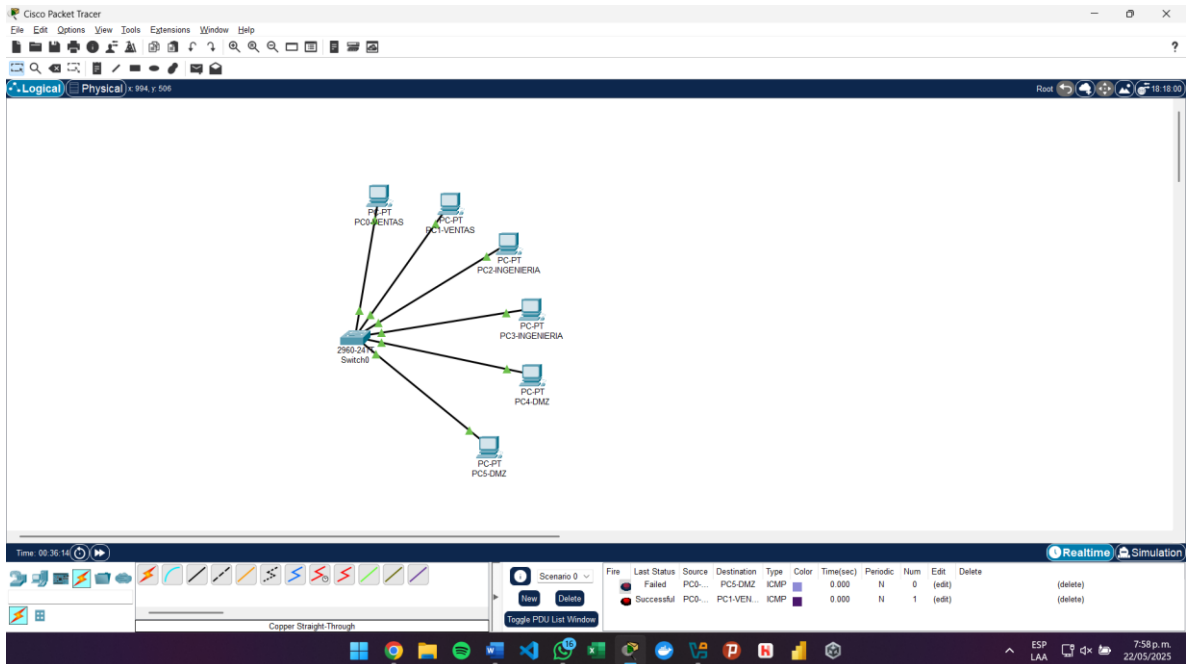 Cisco Packet Tracer
File Edit Options View Tools Extensions Window Help
?
Logical Physical x: 994, y: 506 Root 18:18:00
PC-PT
PC0-VENTAS
PC-PT
PC1-VENTAS
PC-PT
PC2-INGENIERIA
PC-PT
PC3-INGENIERIA
2960-24TT
Switch0
PC-PT
PC4-DMZ
PC-PT
PC5-DMZ
Time: 00:36:14 Realtime Simulation
Scenario 0
New Delete
Toggle PDU List Window
Fire Last Status Source Destination Type Color Time(sec) Periodic Num Edit Delete
Failed PC0-... PC5-DMZ ICMP 0.000 N 0 (edit) (delete)
Successful PC0-... PC1-VEN... ICMP 0.000 N 1 (edit) (delete)
Copper Straight-Through
16
ESP
LAA
7:58 p. m.
22/05/2025